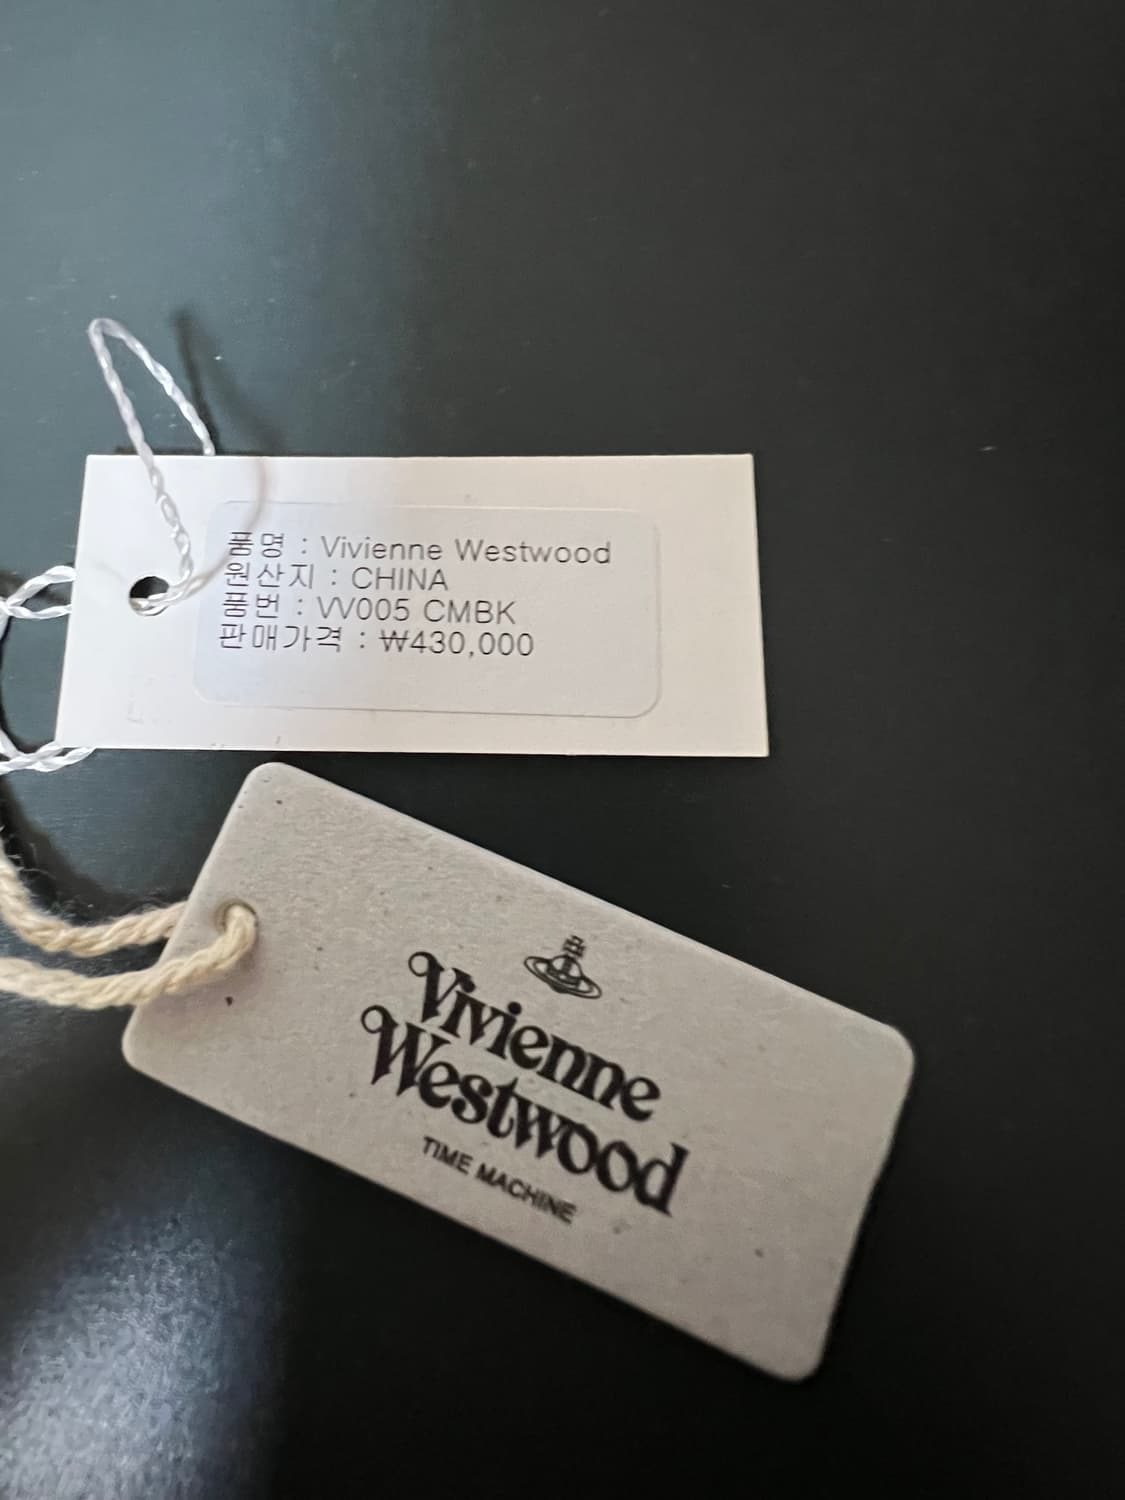 품명 : Vivienne Westwood
원산지 : CHINA
품번 : VV005 CMBK
판매가격 : ₩430,000
Vivienne
Westwood
TIME MACHINE